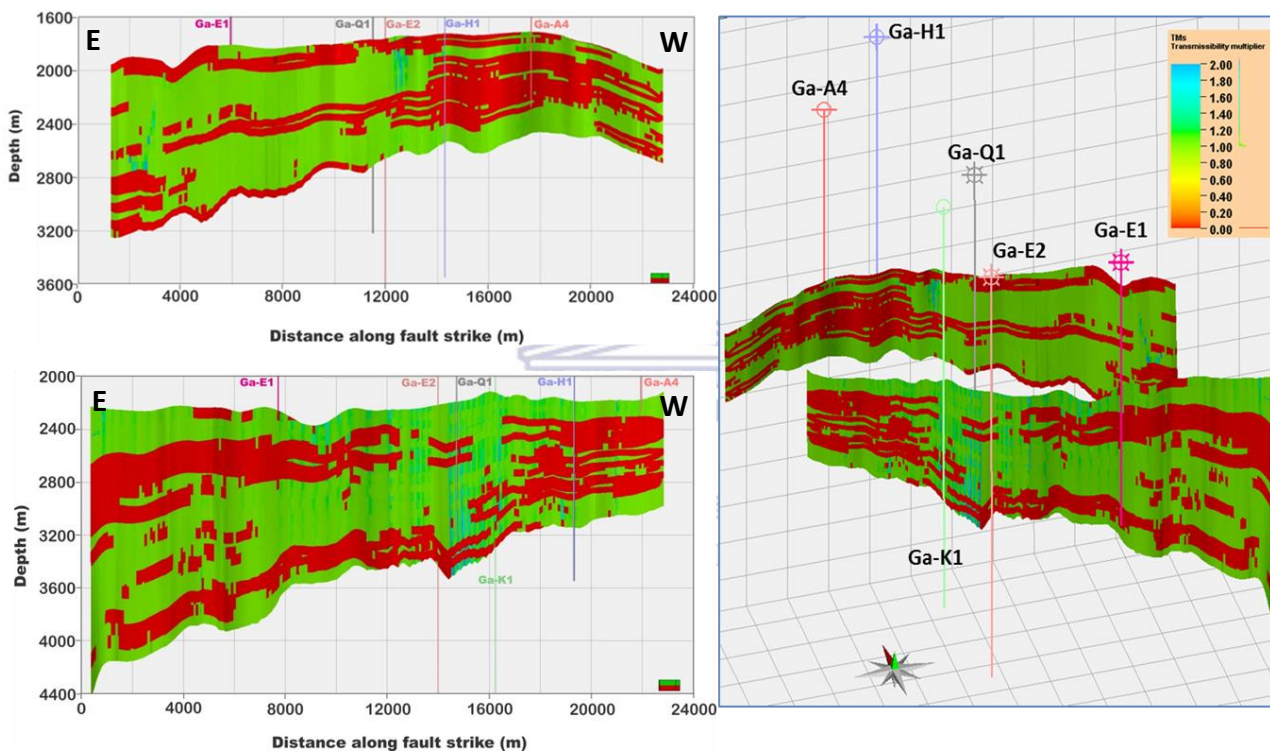 Ga-E1 Ga-Q1 Ga-E2 Ga-H1 Ga-A4
E W
1600
2000
2400
2800
3200
3600
Depth (m)
0 4000 8000 12000 16000 20000 24000
Distance along fault strike (m)
2000
2400
2800
3200
3600
4000
4400
Depth (m)
Ga-E1 Ga-E2 Ga-Q1 Ga-H1 Ga-A4
E W
Ga-K1
0 4000 8000 12000 16000 20000 24000
Distance along fault strike (m)
Ga-H1
Ga-A4
Ga-Q1
Ga-E2
Ga-E1
Ga-K1
TMs
Transmissibility multiplier
2.00
1.80
1.60
1.40
1.20
1.00
0.80
0.60
0.40
0.20
0.00